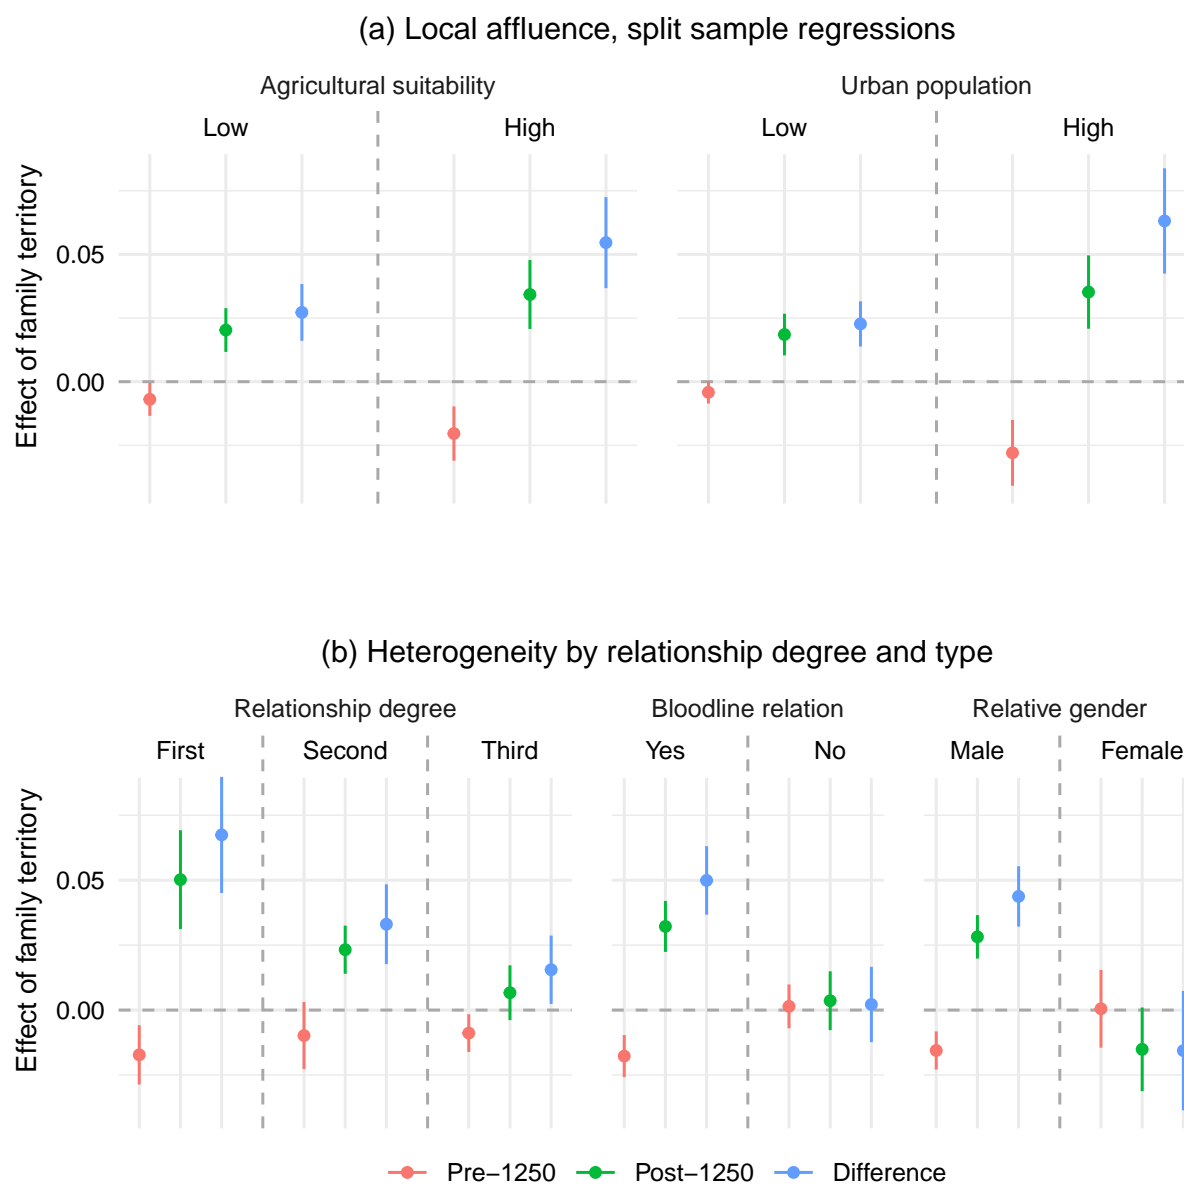 (a) Local affluence, split sample regressions
Agricultural suitability
Urban population
Low
High
Low
High
Effect of family territory
0.05
0.00
(b) Heterogeneity by relationship degree and type
Relationship degree
Bloodline relation
Relative gender
First
Second
Third
Yes
No
Male
Female
Effect of family territory
0.05
0.00
Pre−1250
Post−1250
Difference